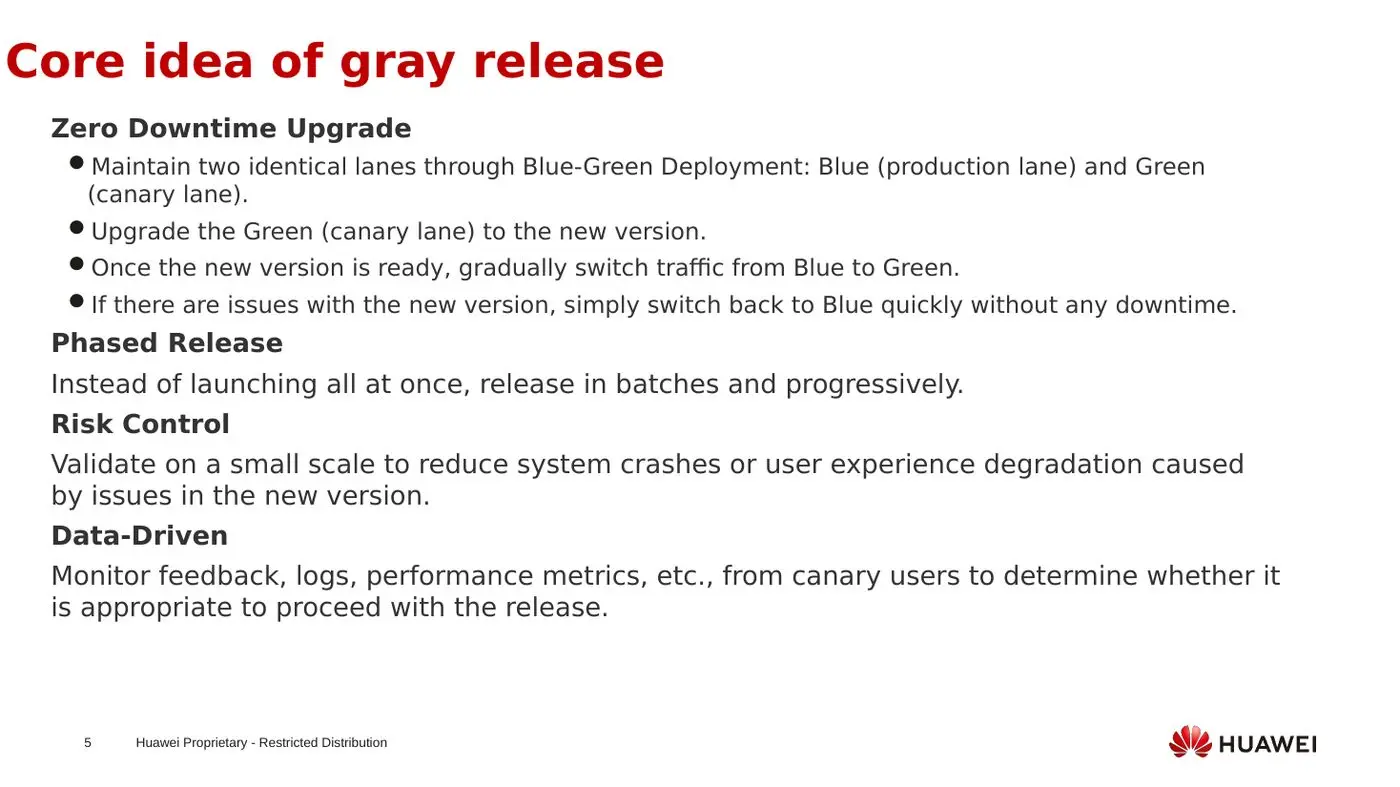 Core idea of gray release
Zero Downtime Upgrade
● Maintain two identical lanes through Blue-Green Deployment: Blue (production lane) and Green
(canary lane).
● Upgrade the Green (canary lane) to the new version.
● Once the new version is ready, gradually switch traffic from Blue to Green.
● If there are issues with the new version, simply switch back to Blue quickly without any downtime.
Phased Release
Instead of launching all at once, release in batches and progressively.
Risk Control
Validate on a small scale to reduce system crashes or user experience degradation caused
by issues in the new version.
Data-Driven
Monitor feedback, logs, performance metrics, etc., from canary users to determine whether it
is appropriate to proceed with the release.
5 Huawei Proprietary - Restricted Distribution
HUAWEI